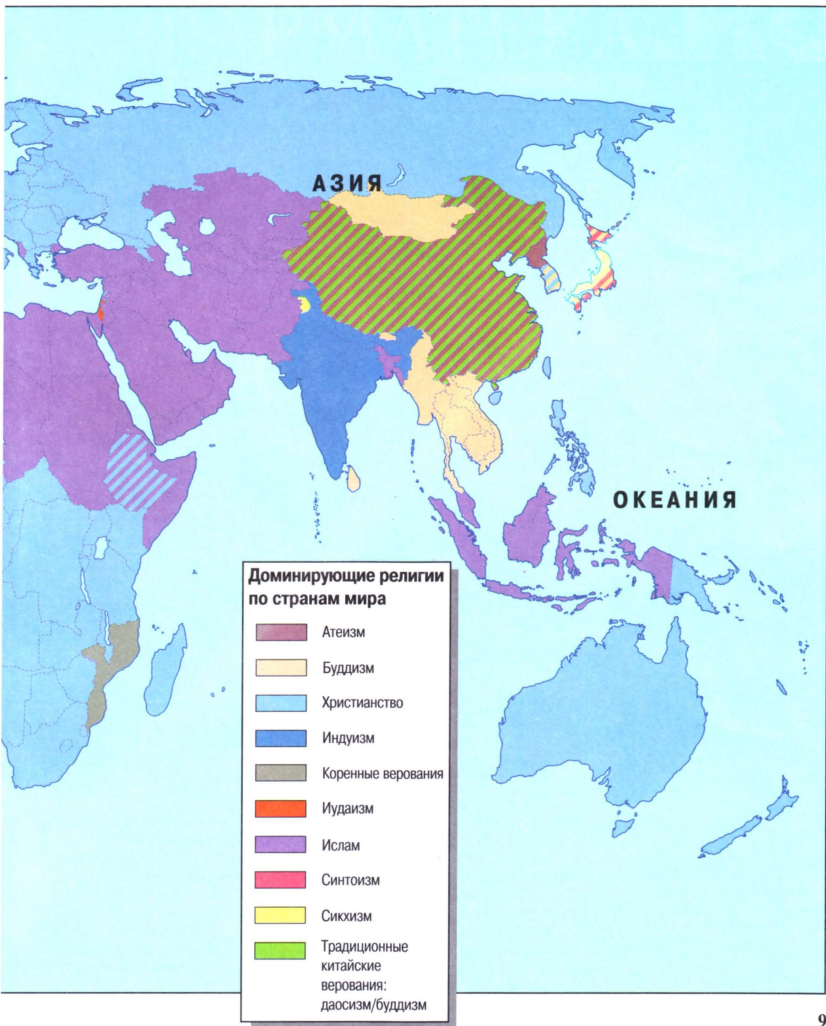 АЗИЯ
ОКЕАНИЯ
Доминирующие религии
по странам мира
Атеизм
Буддизм
Христианство
Индуизм
Коренные верования
Иудаизм
Ислам
Синтоизм
Сикхизм
Традиционные
китайские
верования:
даосизм/буддизм
9